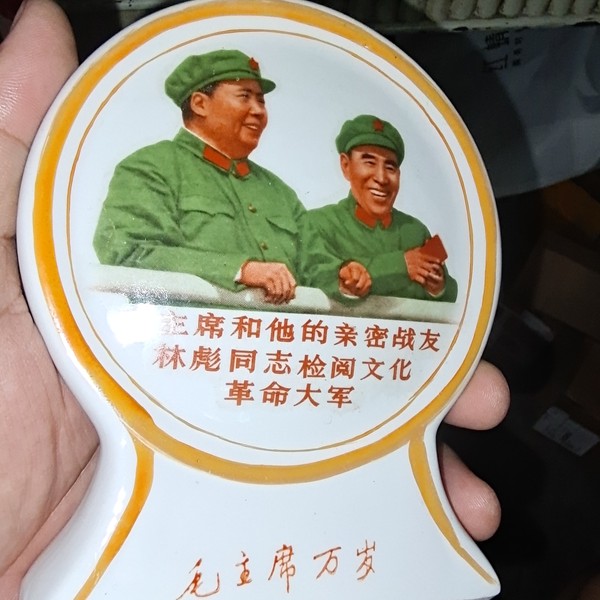 主席和他的亲密战友
林彪同志检阅文化
革命大军
毛主席万岁